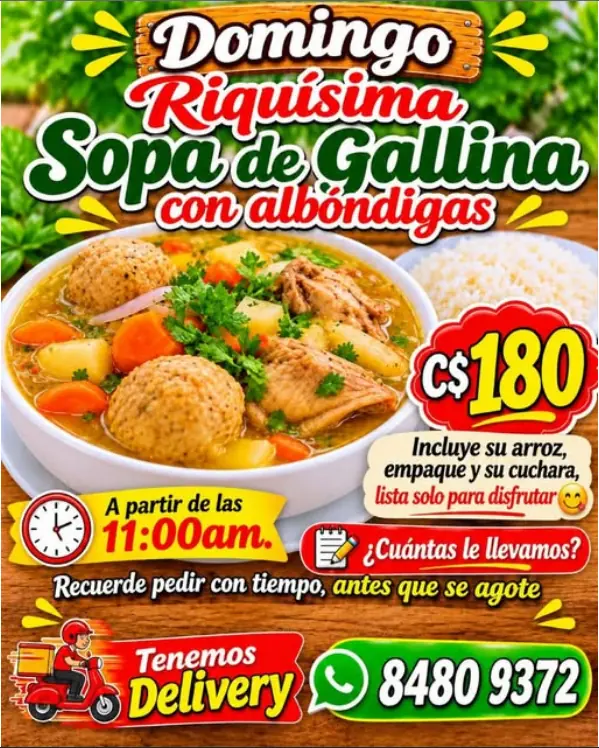 Domingo
Riquísima
Sopa de Gallina
con albóndigas
C$180
Incluye su arroz,
empaque y su cuchara,
lista solo para disfrutar
A partir de las
11:00am.
¿Cuántas le llevamos?
Recuerde pedir con tiempo, antes que se agote
Tenemos
Delivery
8480 9372